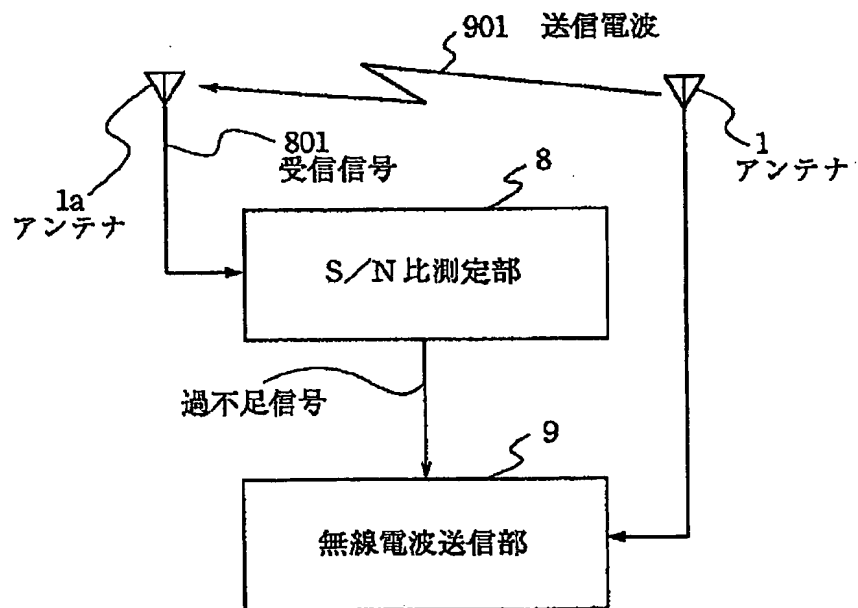 901 送信電波
801
受信信号
1a
アンテナ
1
アンテナ
8
S／N比測定部
過不足信号
9
無線電波送信部